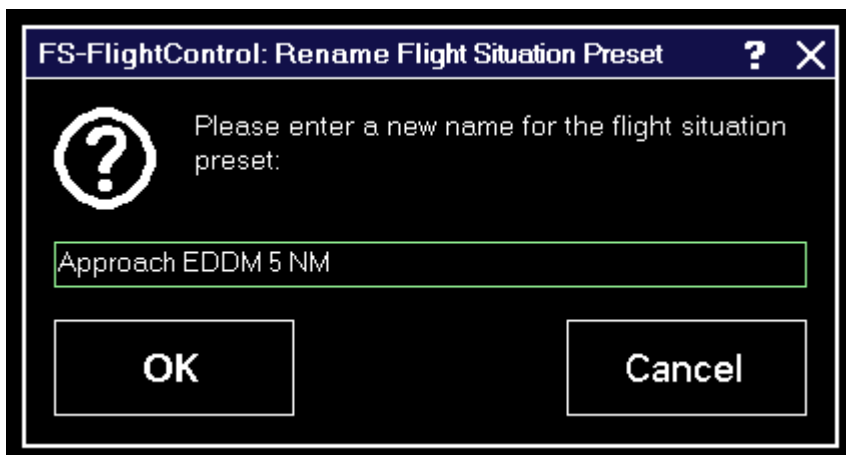 FS-FlightControl: Rename Flight Situation Preset ? X
Please enter a new name for the flight situation
preset:
Approach EDDM 5 NM
OK Cancel